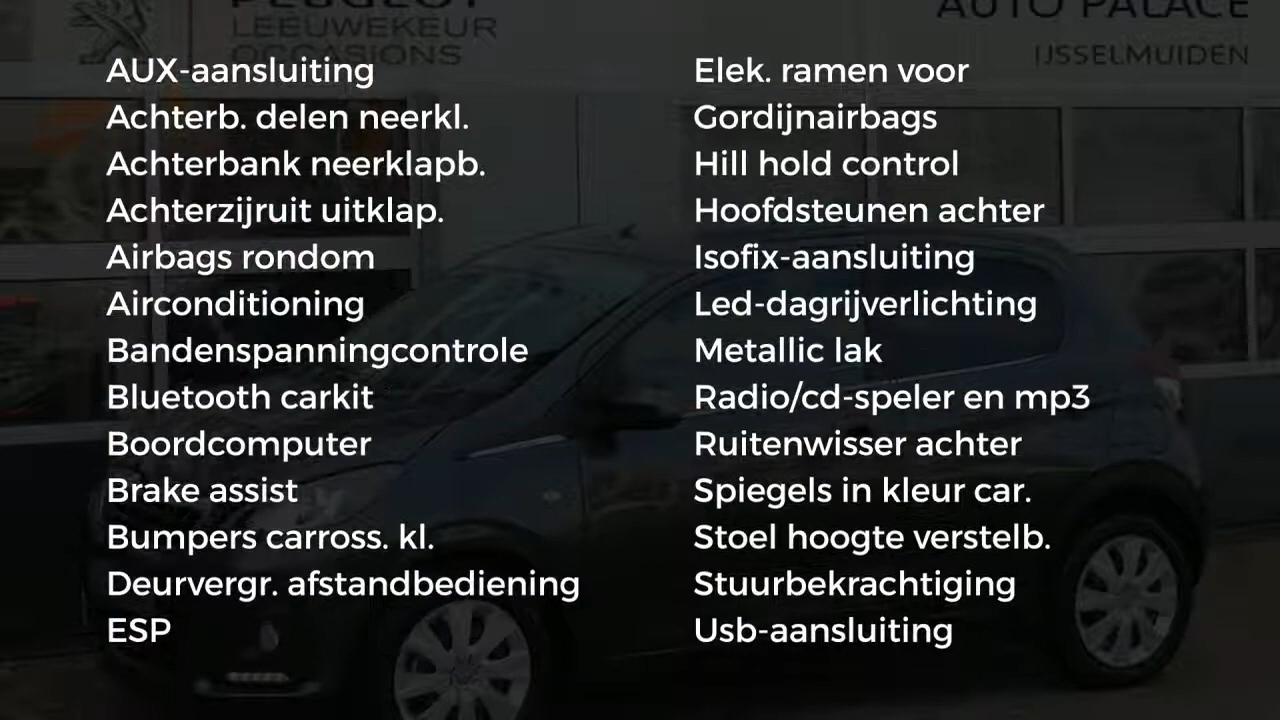 PEUGEOT
LEEUWEKEUR
OCCASIONS
AUTO PALACE
IJSSELMUIDEN
AUX-aansluiting
Achterb. delen neerkl.
Achterbank neerklapb.
Achterzijruit uitklap.
Airbags rondom
Airconditioning
Bandenspanningcontrole
Bluetooth carkit
Boordcomputer
Brake assist
Bumpers carross. kl.
Deurvergr. afstandbediening
ESP
Elek. ramen voor
Gordijnairbags
Hill hold control
Hoofdsteunen achter
Isofix-aansluiting
Led-dagrijverlichting
Metallic lak
Radio/cd-speler en mp3
Ruitenwisser achter
Spiegels in kleur car.
Stoel hoogte verstelb.
Stuurbekrachtiging
Usb-aansluiting